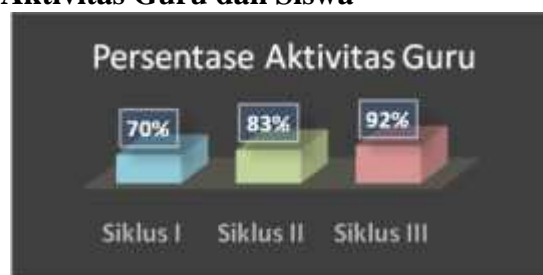 Aktivitas Guru dan Siswa
Persentase Aktivitas Guru
70% 83% 92%
Siklus I Siklus II Siklus III